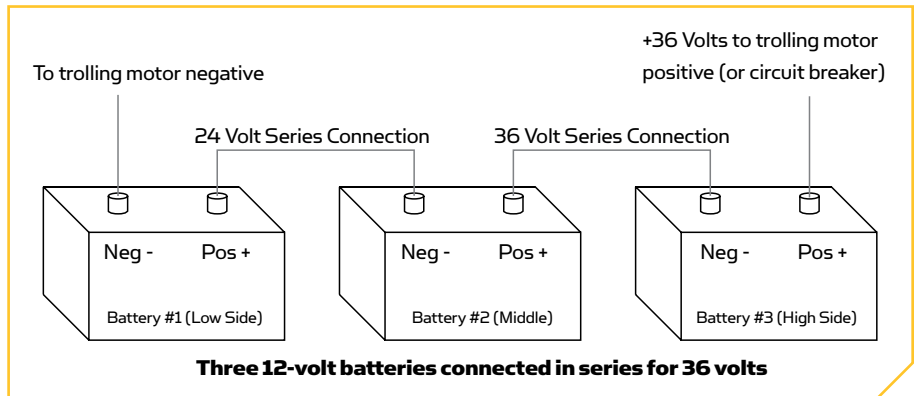 +36 Volts to trolling motor
positive (or circuit breaker)
To trolling motor negative
24 Volt Series Connection
36 Volt Series Connection
Neg -
Pos +
Neg -
Pos +
Neg -
Pos +
Battery #1 (Low Side)
Battery #2 (Middle)
Battery #3 (High Side)
Three 12-volt batteries connected in series for 36 volts